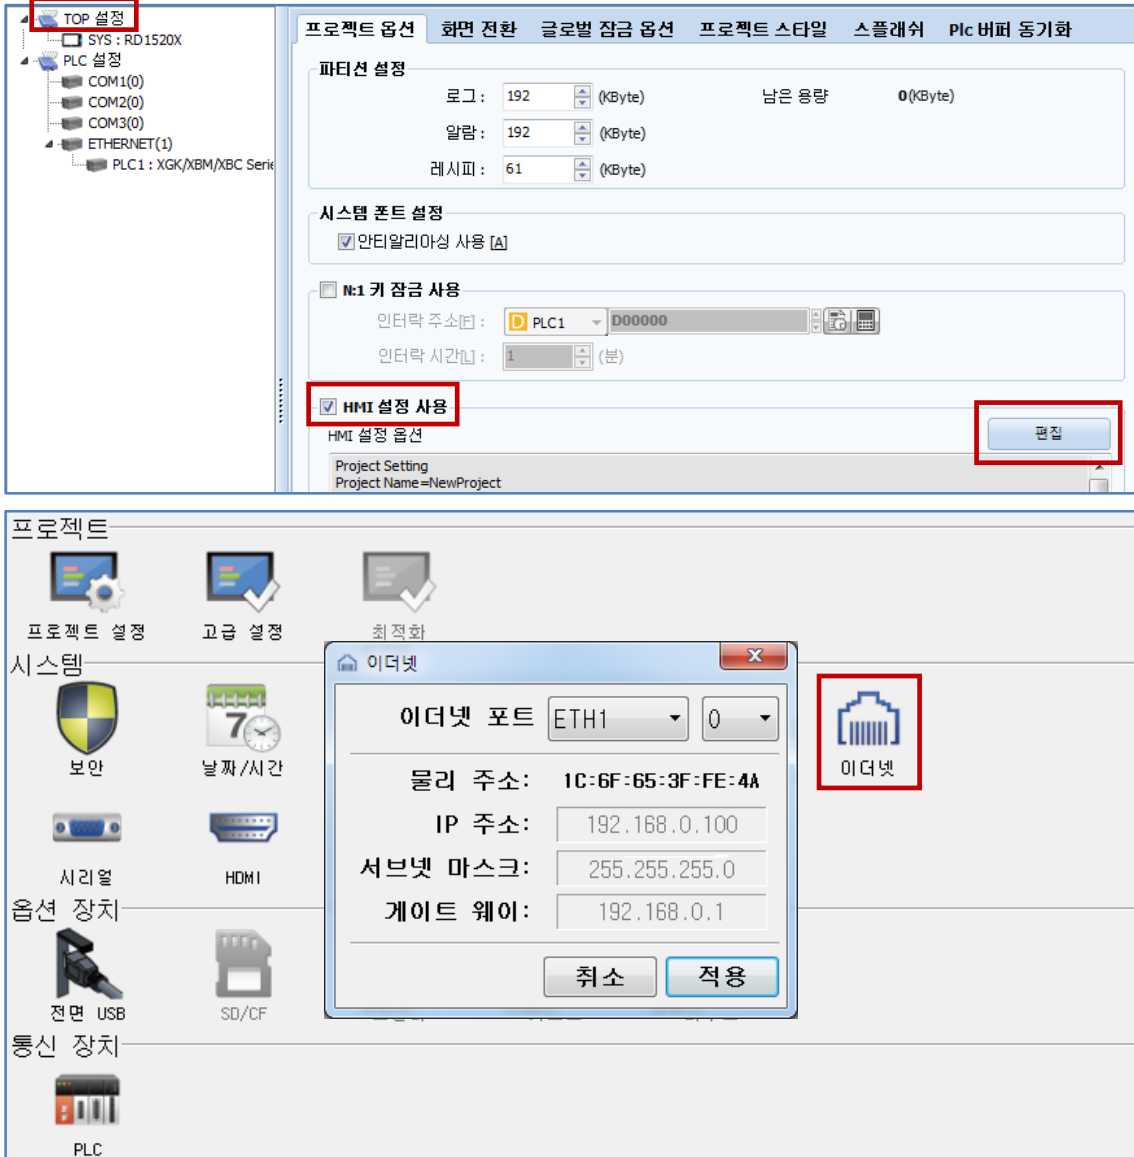 TOP 설정
SYS : RD1520X
PLC 설정
COM1(0)
COM2(0)
COM3(0)
ETHERNET(1)
PLC1 : XGK/XBM/XBC Serie
프로젝트 옵션 화면 전환 글로벌 잠금 옵션 프로젝트 스타일 스플래쉬 Plc 버퍼 동기화
파티션 설정
로그 : 192 (KByte) 남은 용량 0(KByte)
알람 : 192 (KByte)
레시피 : 61 (KByte)
시스템 폰트 설정
안티알리아싱 사용 [A]
N:1 키 잠금 사용
인터락 주소[F] : D PLC1 D00000
인터락 시간[L] : 1 (분)
HMI 설정 사용
HMI 설정 옵션 편집
Project Setting
Project Name=NewProject
프로젝트
프로젝트 설정 고급 설정 최적화
시스템
보안 날짜/시간 이더넷
시리얼 HDMI
옵션 장치
전면 USB SD/CF
통신 장치
PLC
이더넷
이더넷 포트 ETH1 0
물리 주소: 1C:6F:65:3F:FE:4A
IP 주소: 192.168.0.100
서브넷 마스크: 255.255.255.0
게이트 웨이: 192.168.0.1
취소 적용